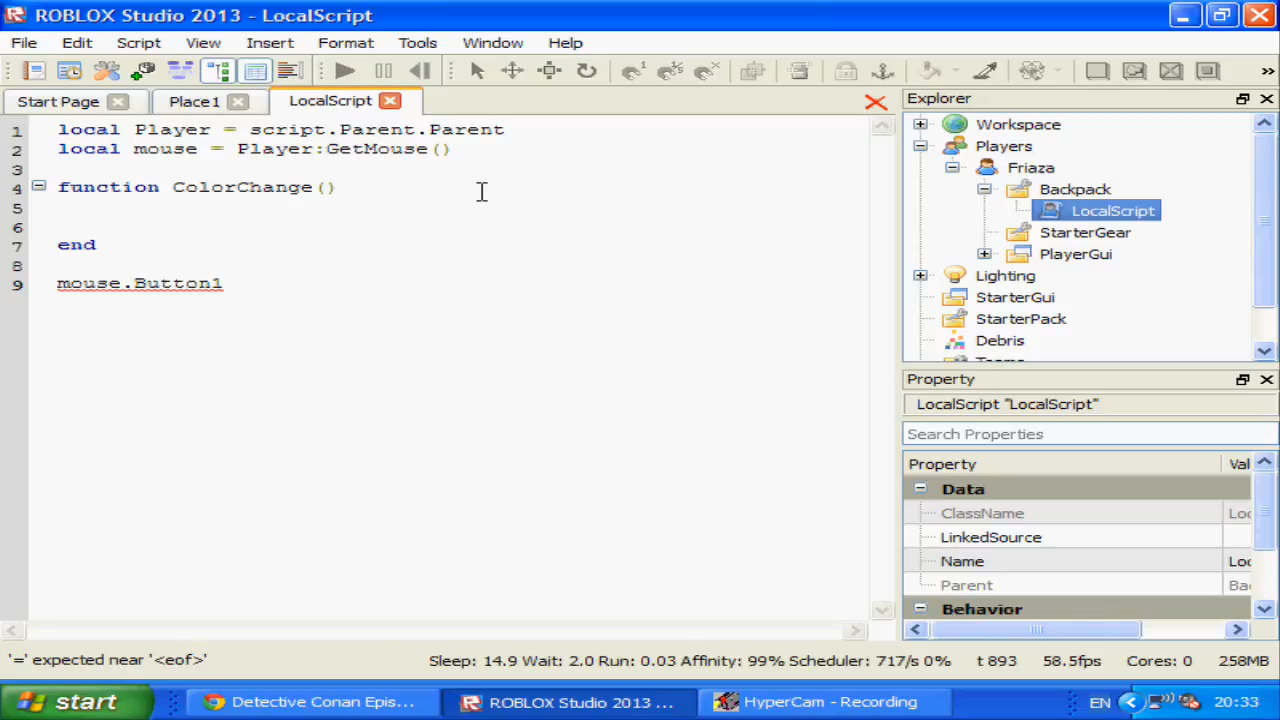 ROBLOX Studio 2013 - LocalScript
File Edit Script View Insert Format Tools Window Help
Start Page Place1 LocalScript
1 local Player = script.Parent.Parent
2 local mouse = Player:GetMouse()
3
4 function ColorChange()
5
6
7 end
8
9 mouse.Button1
Explorer
Workspace
Players
Friaza
Backpack
LocalScript
StarterGear
PlayerGui
Lighting
StarterGui
StarterPack
Debris
Property
LocalScript "LocalScript"
Search Properties
Property Val
Data
ClassName Loc
LinkedSource
Name Loc
Parent Bac
Behavior
'=' expected near '<eof>' Sleep: 14.9 Wait: 2.0 Run: 0.03 Affinity: 99% Scheduler: 717/s 0% t 893 58.5fps Cores: 0 258MB
start Detective Conan Epis... ROBLOX Studio 2013 ... HyperCam - Recording EN 20:33